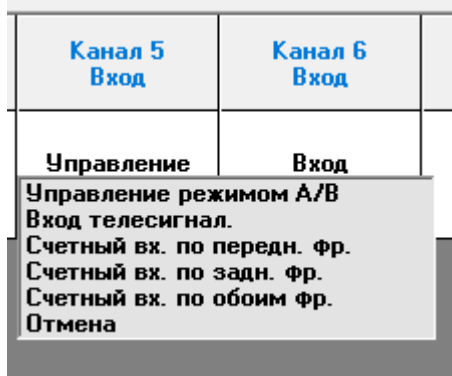 Канал 5 Канал 6
Вход Вход
Управление Вход
Управление режимом А/В
Вход телесигнал.
Счетный вх. по передн. фр.
Счетный вх. по задн. фр.
Счетный вх. по обоим фр.
Отмена